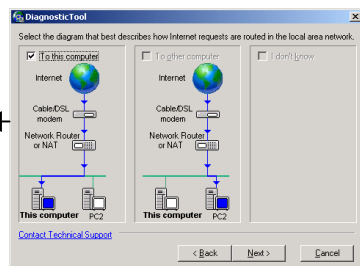 DiagnosticTool
Select the diagram that best describes how Internet requests are routed in the local area network.
To this computer
Internet
Cable/DSL
modem
Network Router
or NAT
This computer PC2
To other computer
Internet
Cable/DSL
modem
Network Router
or NAT
This computer PC2
I don't know
Contact Technical Support
< Back Next > Cancel